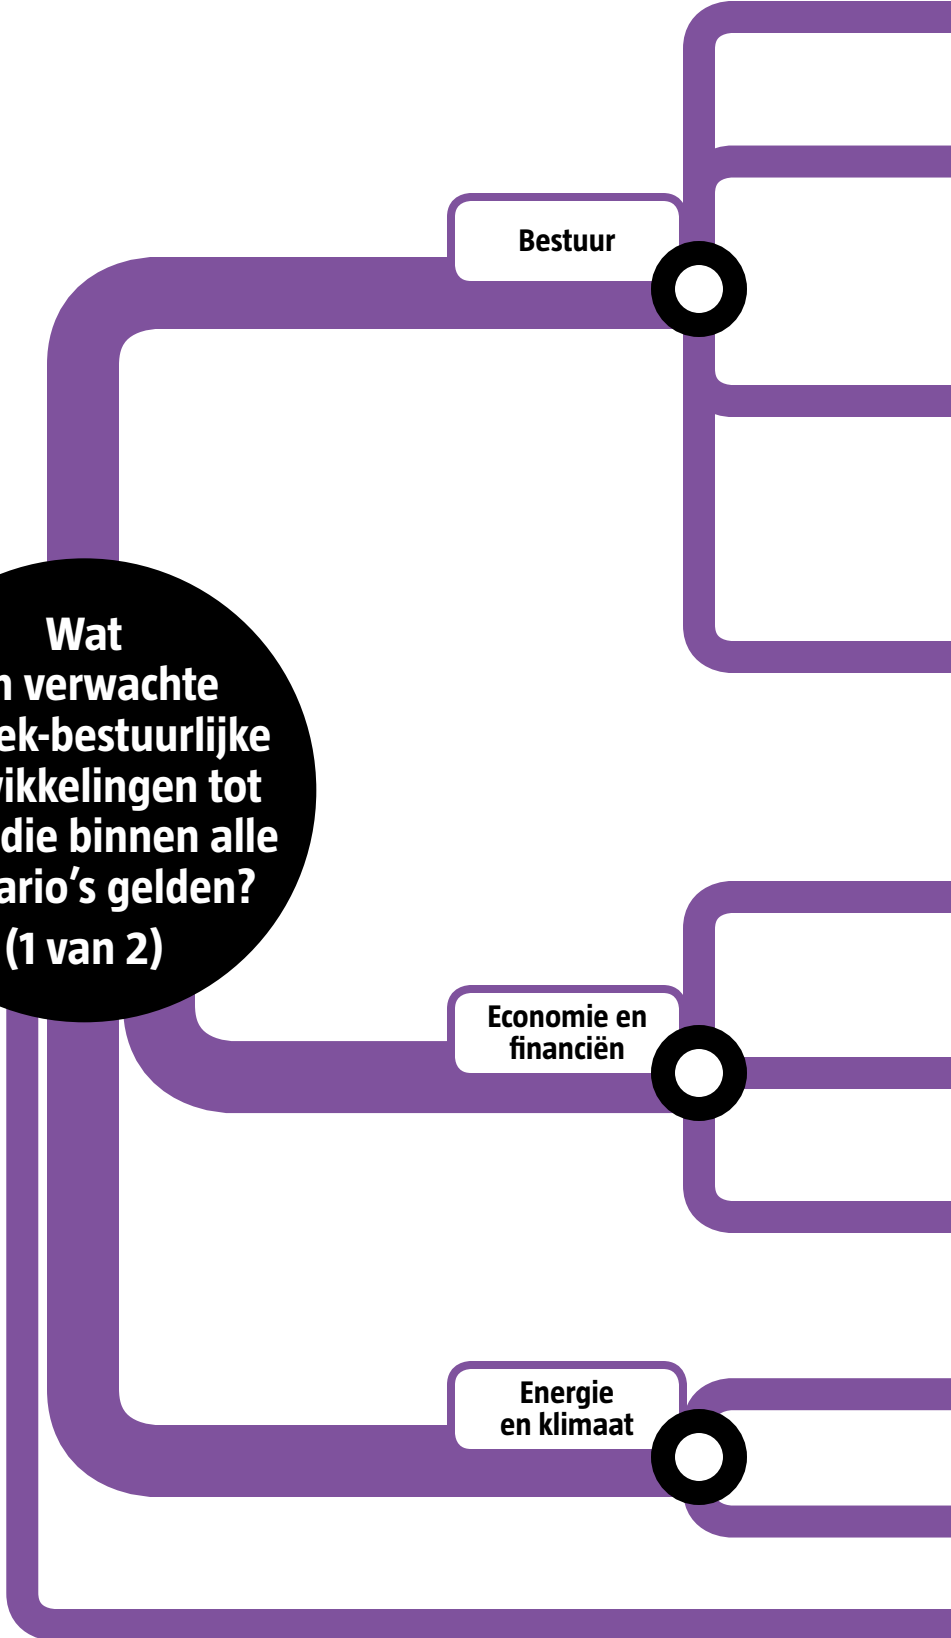 Bestuur
Wat
n verwachte
ek-bestuurlijke
ikkelingen tot
die binnen alle
ario's gelden?
(1 van 2)
Economie en
financiën
Energie
en klimaat